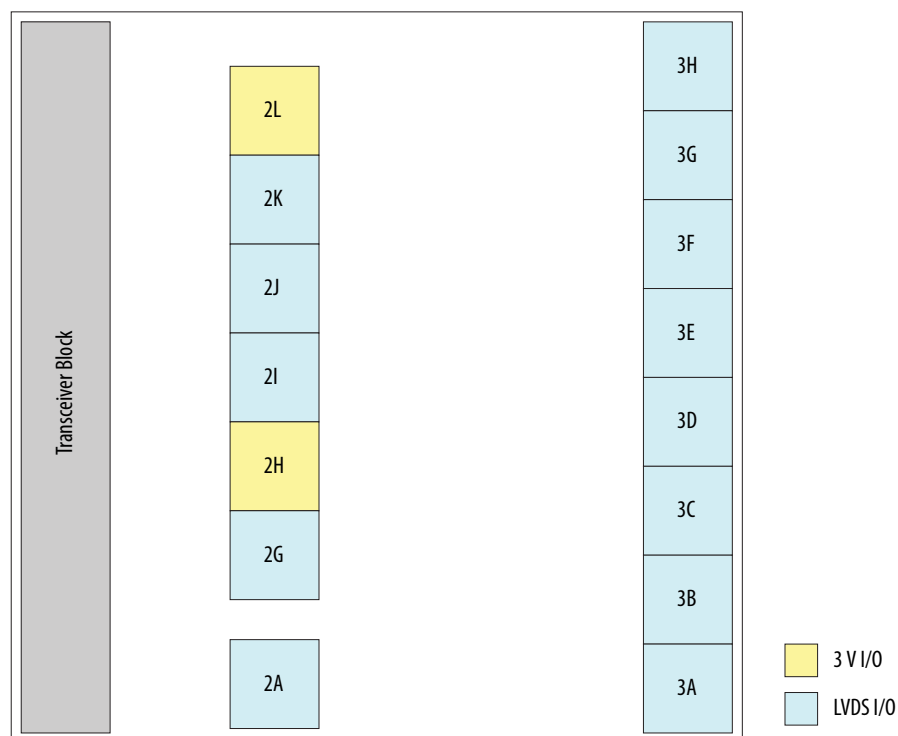 Transceiver Block
2L
2K
2J
2I
2H
2G
2A
3H
3G
3F
3E
3D
3C
3B
3A
3 V I/O
LVDS I/O